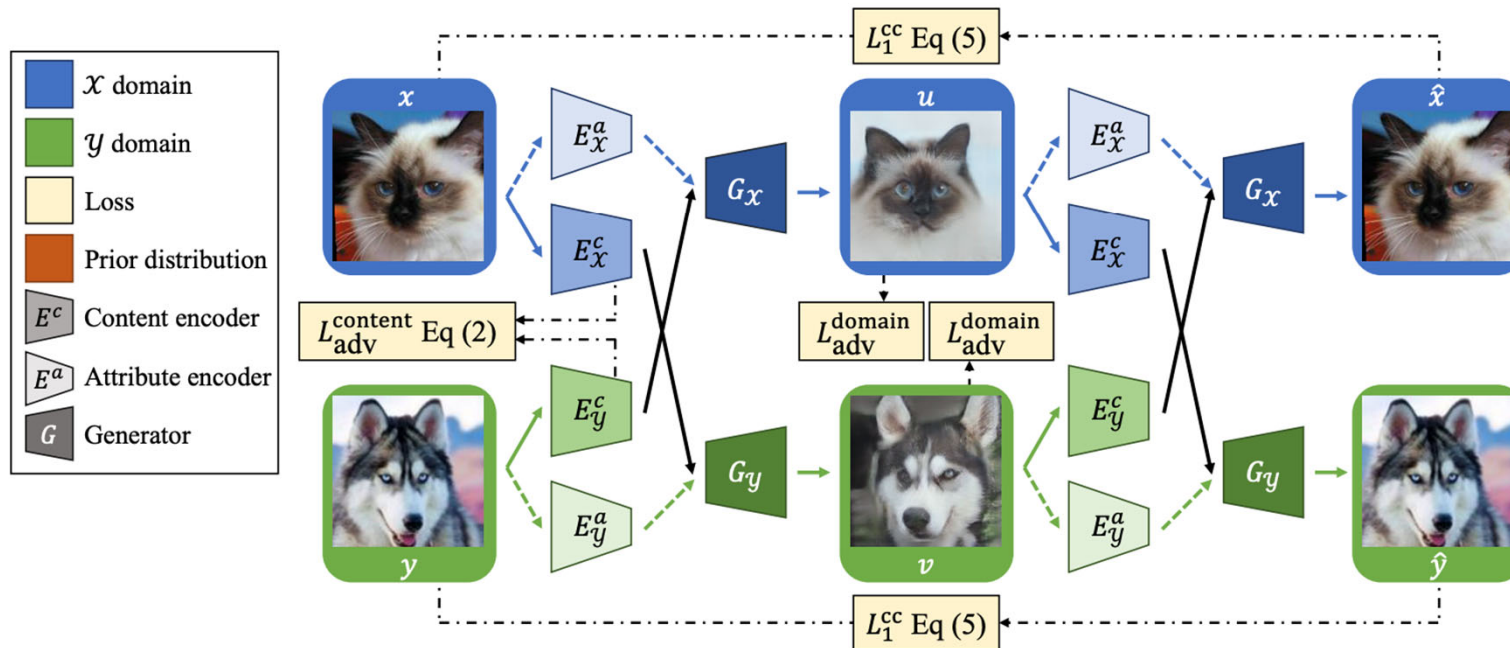 𝒳 domain
𝒴 domain
Loss
Prior distribution
E^c Content encoder
E^a Attribute encoder
G Generator
L_1^cc Eq (5)
x
u
x̂
E_𝒳^a
G_𝒳
E_𝒳^a
G_𝒳
E_𝒳^c
E_𝒳^c
L_adv^content Eq (2)
L_adv^domain
L_adv^domain
E_𝒴^c
E_𝒴^c
G_𝒴
G_𝒴
E_𝒴^a
E_𝒴^a
y
v
ŷ
L_1^cc Eq (5)